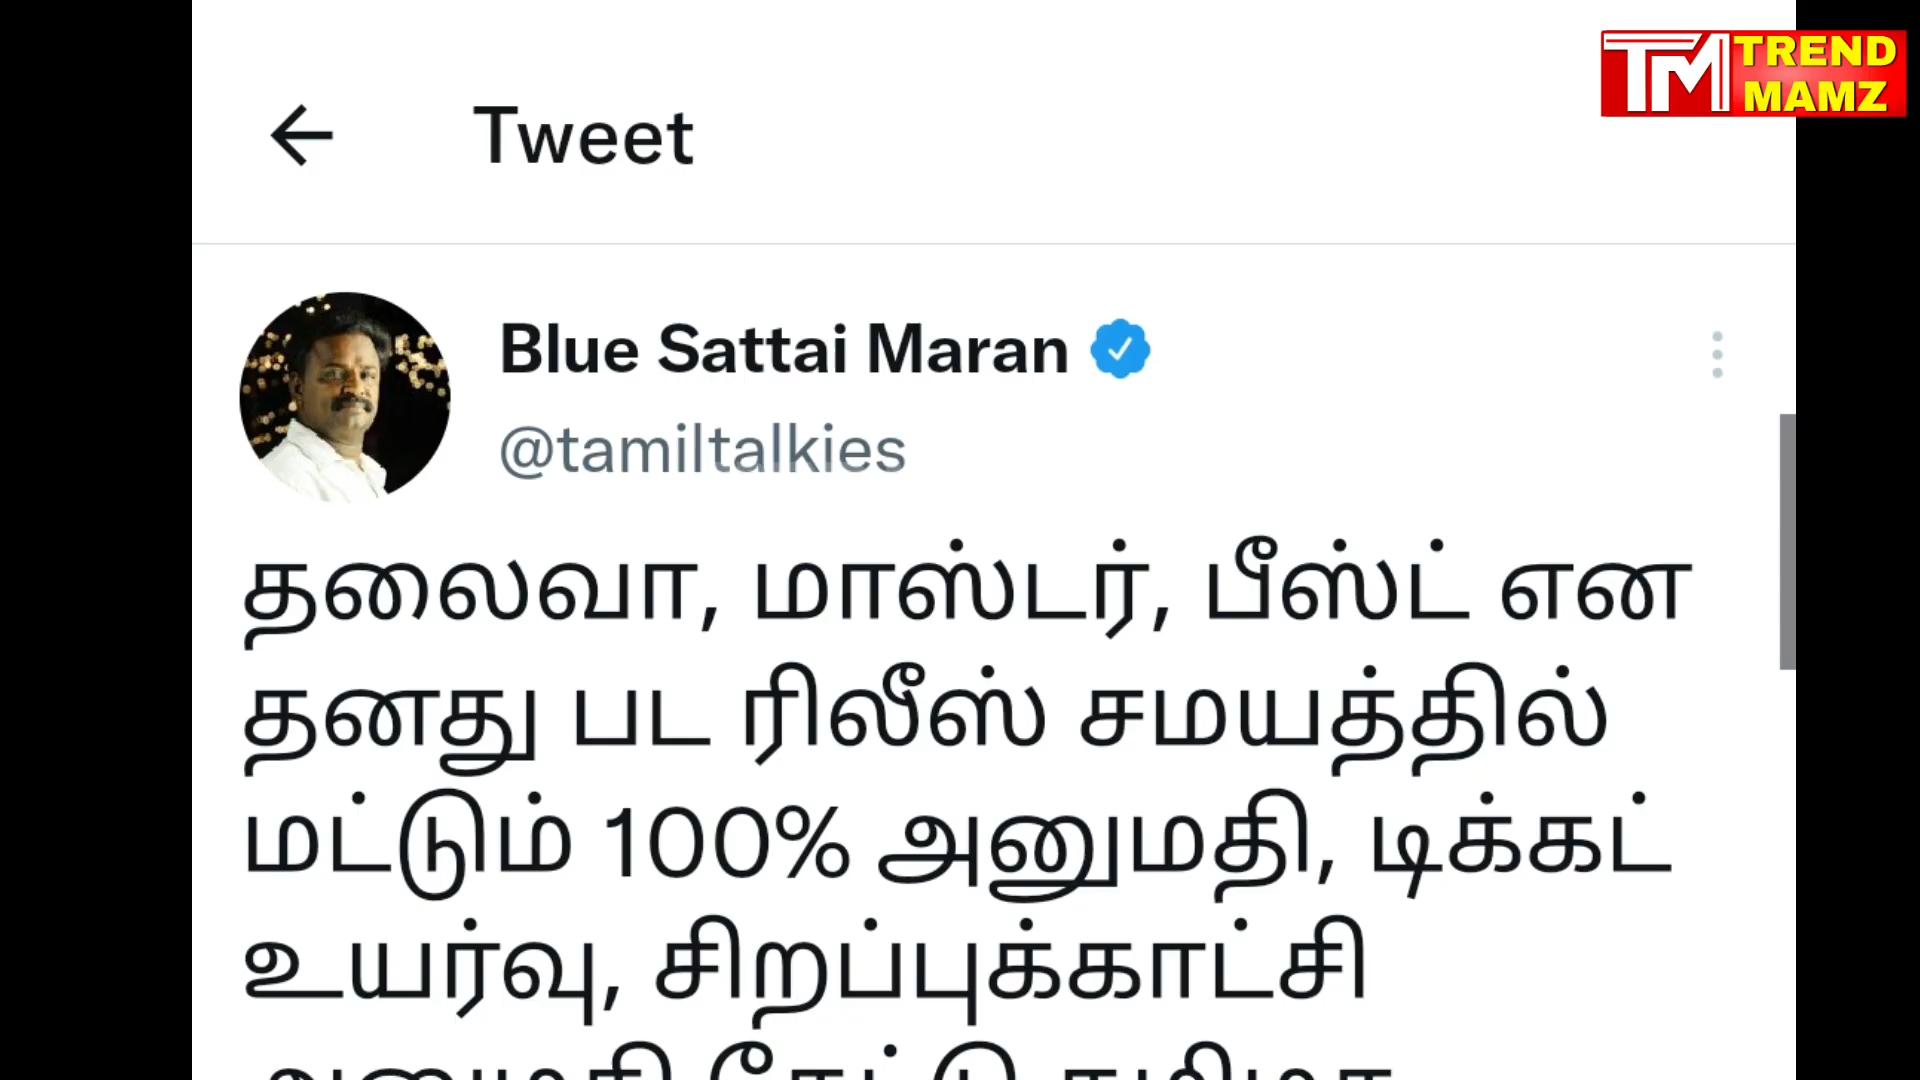 Tweet
TM TREND
MAMZ
Blue Sattai Maran
@tamiltalkies
தலைவா, மாஸ்டர், பீஸ்ட் என
தனது பட ரிலீஸ் சமயத்தில்
மட்டும் 100% அனுமதி, டிக்கட்
உயர்வு, சிறப்புக்காட்சி